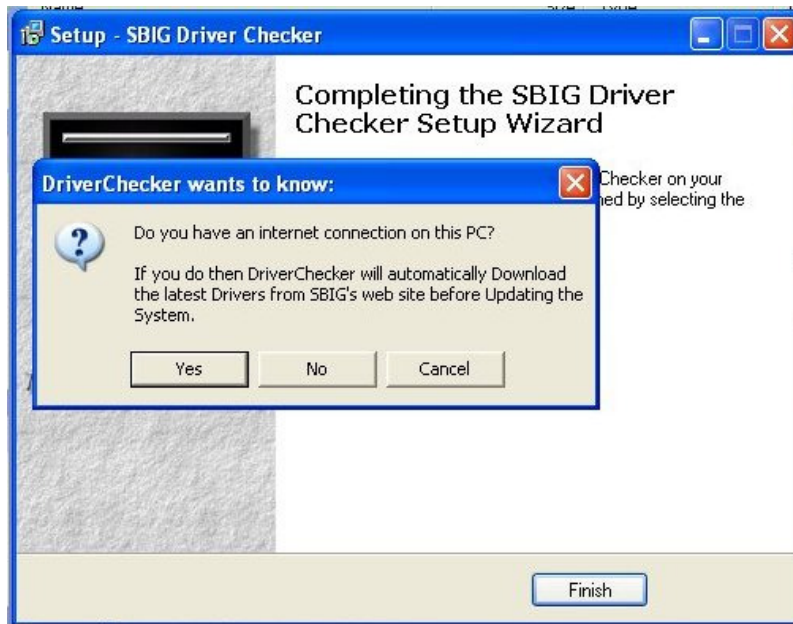 Setup - SBIG Driver Checker
Completing the SBIG Driver
Checker Setup Wizard
DriverChecker wants to know:
Checker on your
by selecting the
Do you have an internet connection on this PC?
If you do then DriverChecker will automatically Download
the latest Drivers from SBIG's web site before Updating the
System.
Yes
No
Cancel
Finish